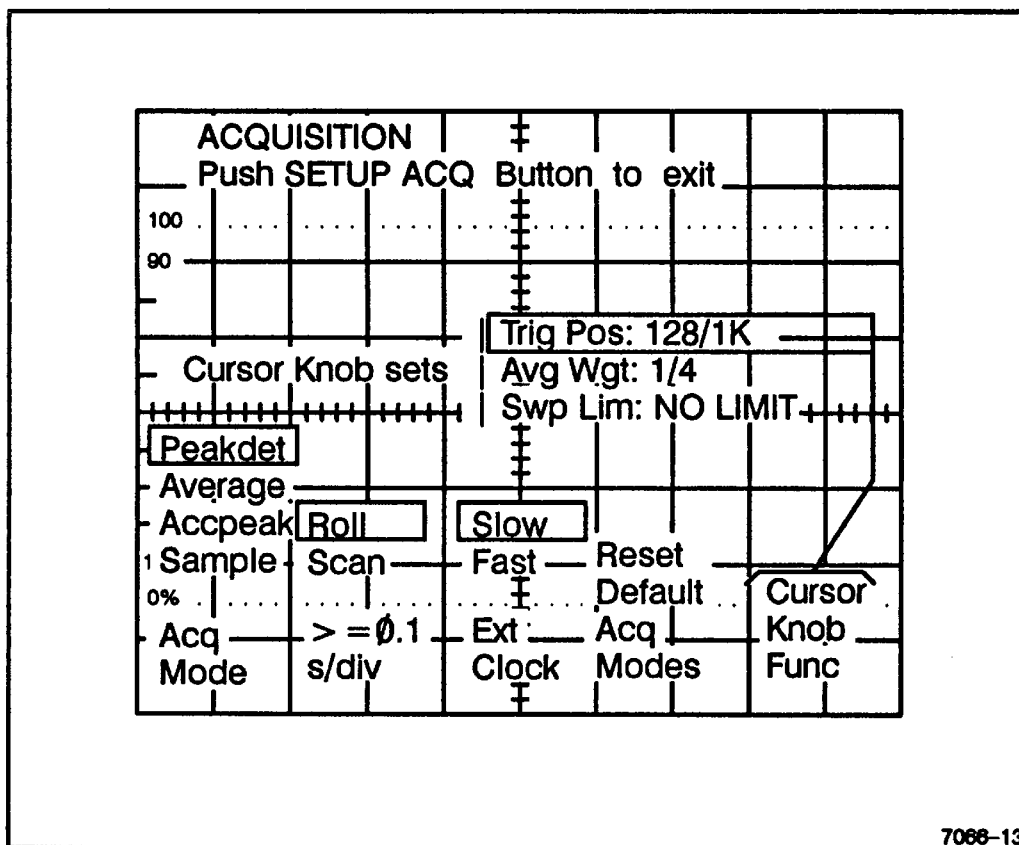 ACQUISITION
Push SETUP ACQ Button to exit
100
90
Trig Pos: 128/1K
Cursor Knob sets
Avg Wgt: 1/4
Swp Lim: NO LIMIT
Peakdet
Average
Accpeak
Sample
Roll
Scan
Slow
Fast
1
0%
Acq
Mode
>=0.1
s/div
Ext
Clock
Reset
Default
Acq
Modes
Cursor
Knob
Func
7066-13